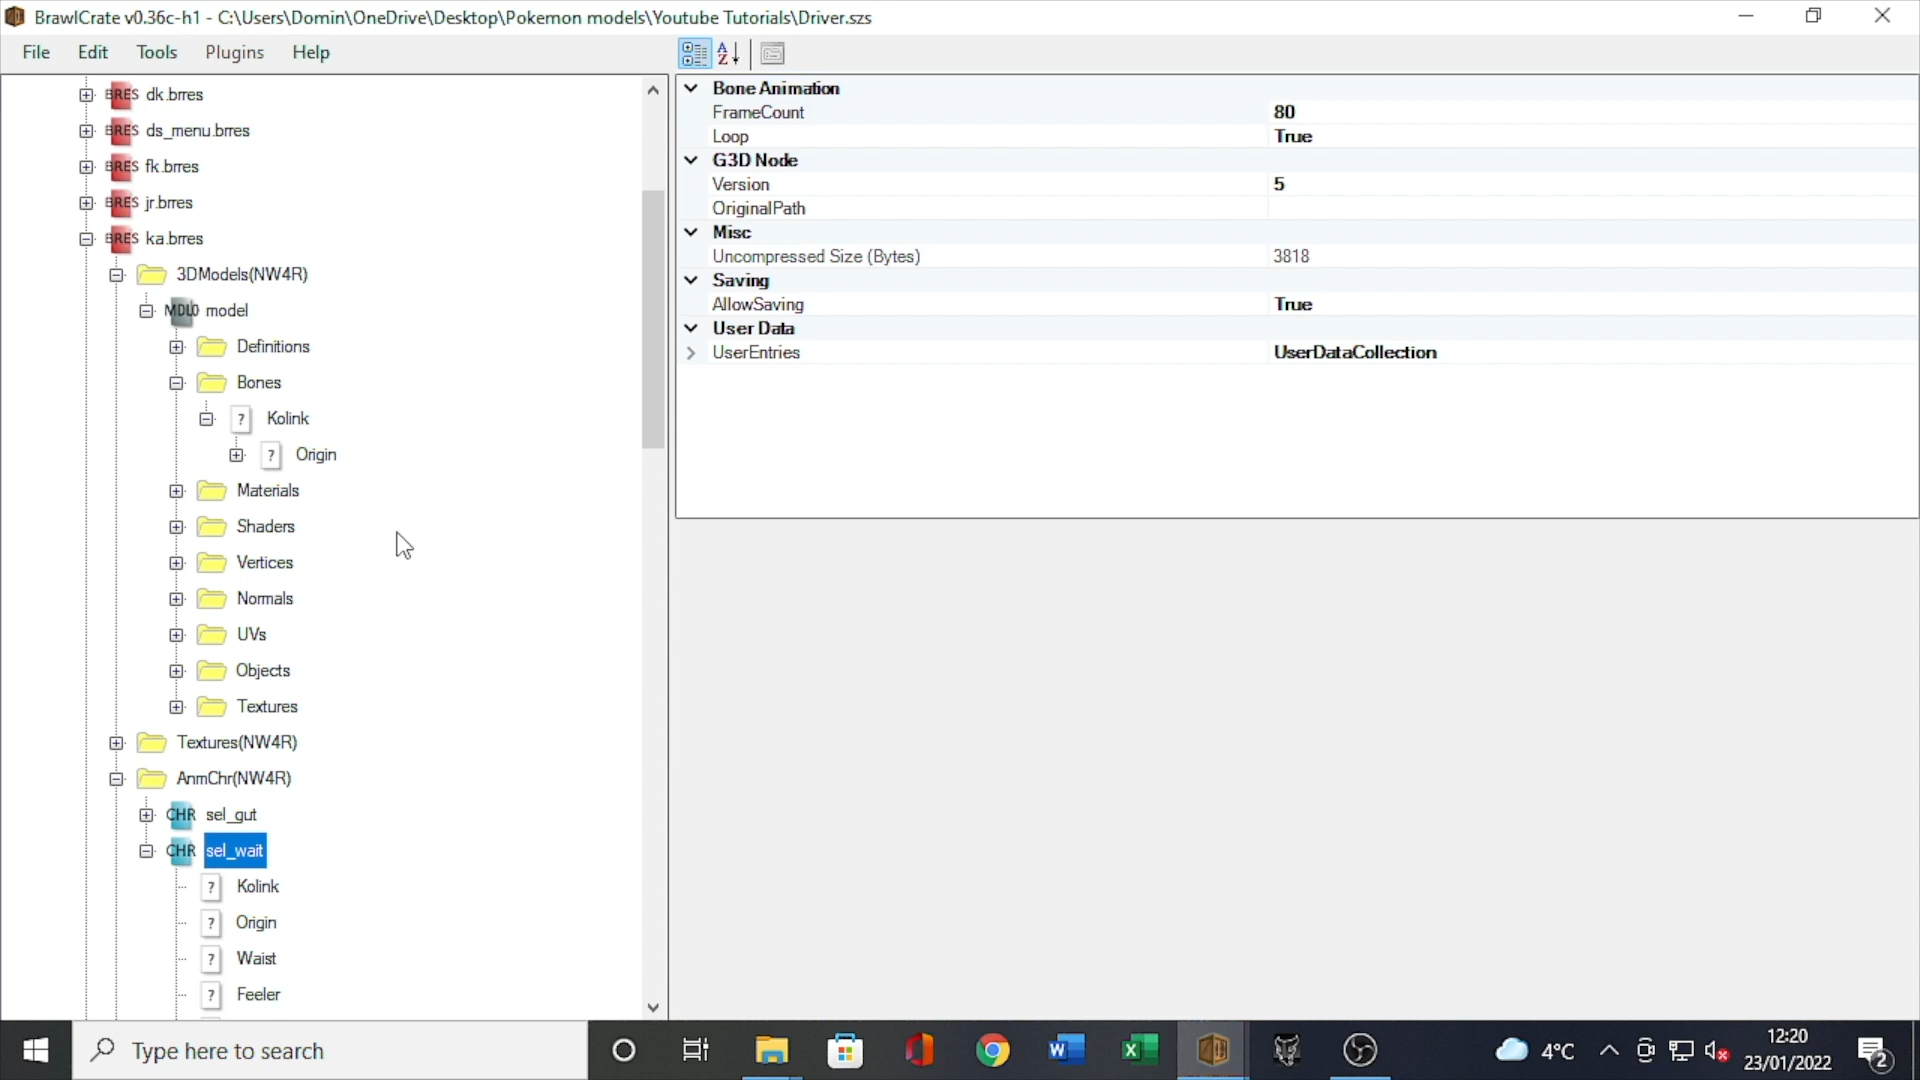 BrawlCrate v0.36c-h1 - C:\Users\Domin\OneDrive\Desktop\Pokemon models\Youtube Tutorials\Driver.szs
File Edit Tools Plugins Help
BRES dk.brres
BRES ds_menu.brres
BRES fk.brres
BRES jr.brres
BRES ka.brres
3DModels(NW4R)
MDL0 model
Definitions
Bones
? Kolink
? Origin
Materials
Shaders
Vertices
Normals
UVs
Objects
Textures
Textures(NW4R)
AnmChr(NW4R)
CHR sel_gut
CHR sel_wait
? Kolink
? Origin
? Waist
? Feeler
A Z
Bone Animation
FrameCount 80
Loop True
G3D Node
Version 5
OriginalPath
Misc
Uncompressed Size (Bytes) 3818
Saving
AllowSaving True
User Data
UserEntries UserDataCollection
Type here to search
4°C
12:20
23/01/2022
2